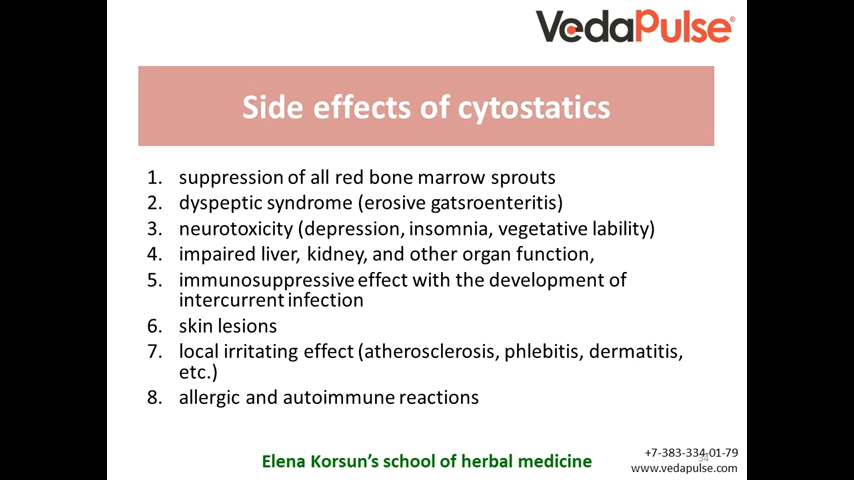 VedaPulse®
Side effects of cytostatics
1. suppression of all red bone marrow sprouts
2. dyspeptic syndrome (erosive gatsroenteritis)
3. neurotoxicity (depression, insomnia, vegetative lability)
4. impaired liver, kidney, and other organ function,
5. immunosuppressive effect with the development of
intercurrent infection
6. skin lesions
7. local irritating effect (atherosclerosis, phlebitis, dermatitis,
etc.)
8. allergic and autoimmune reactions
Elena Korsun's school of herbal medicine
+7-383-334-01-79
www.vedapulse.com